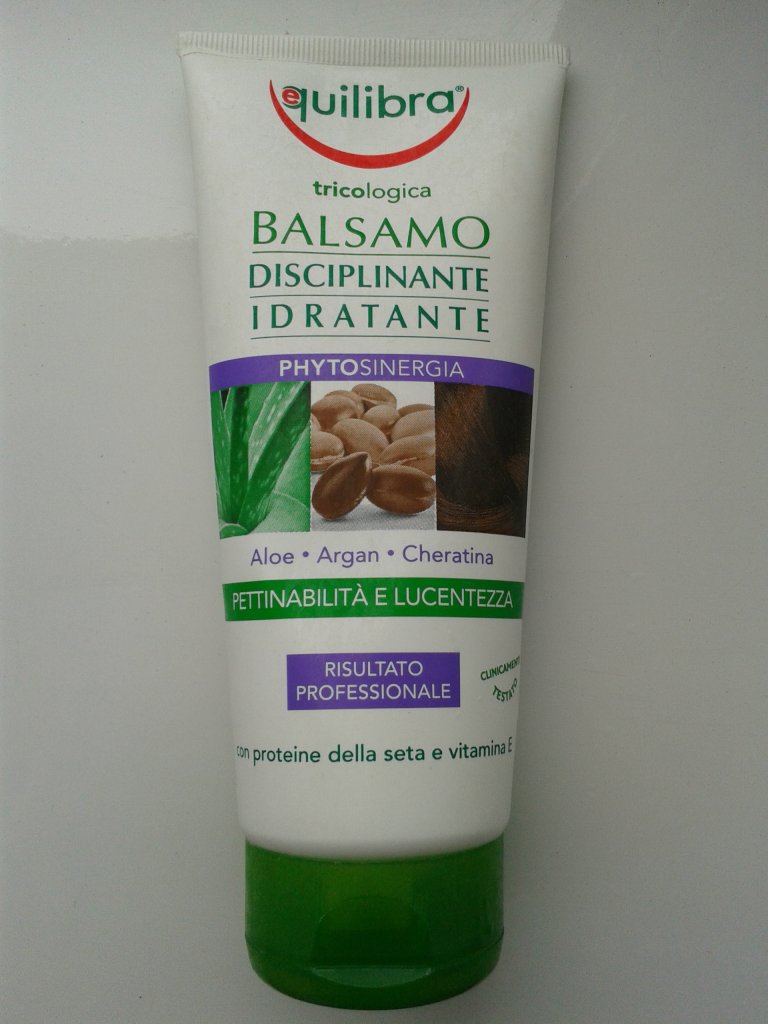 equilibra®
tricologica
BALSAMO
DISCIPLINANTE
IDRATANTE
PHYTOSINERGIA
Aloe • Argan • Cheratina
PETTINABILITÀ E LUCENTEZZA
RISULTATO
PROFESSIONALE
CLINICAMENTE
TESTATO
con proteine della seta e vitamina E